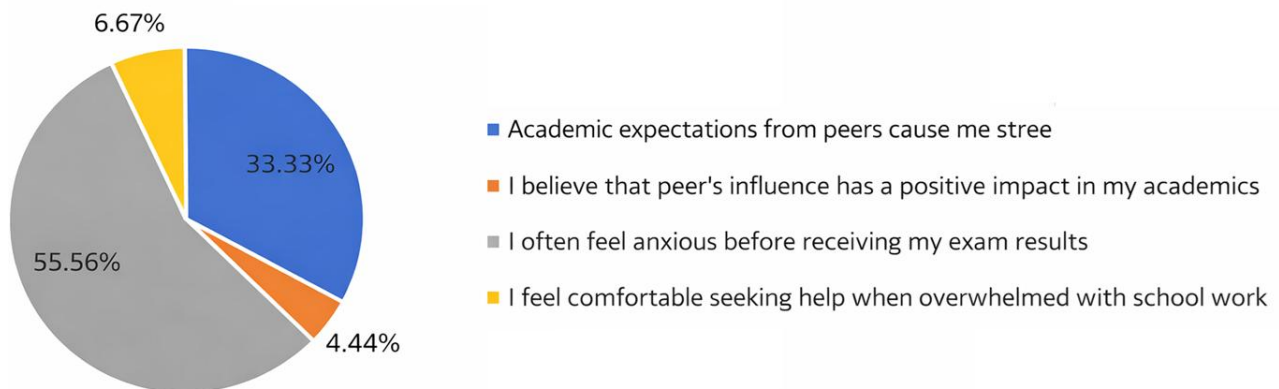 6.67%
33.33%
55.56%
4.44%
Academic expectations from peers cause me stree
I believe that peer's influence has a positive impact in my academics
I often feel anxious before receiving my exam results
I feel comfortable seeking help when overwhelmed with school work